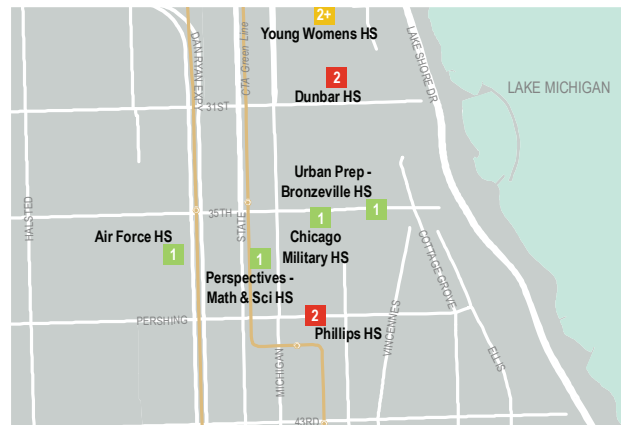 2+
Young Womens HS
DAN RYAN EXPY
CTA Green Line
LAKE SHORE DR
2
Dunbar HS
LAKE MICHIGAN
31ST
Urban Prep -
Bronzeville HS
HALSTED
35TH
1
1
STATE
Air Force HS
1
Chicago
Military HS
1
Perspectives -
Math & Sci HS
COTTAGE GROVE
2
PERSHING
Phillips HS
VINCENNES
MICHIGAN
ELLIS
43RD